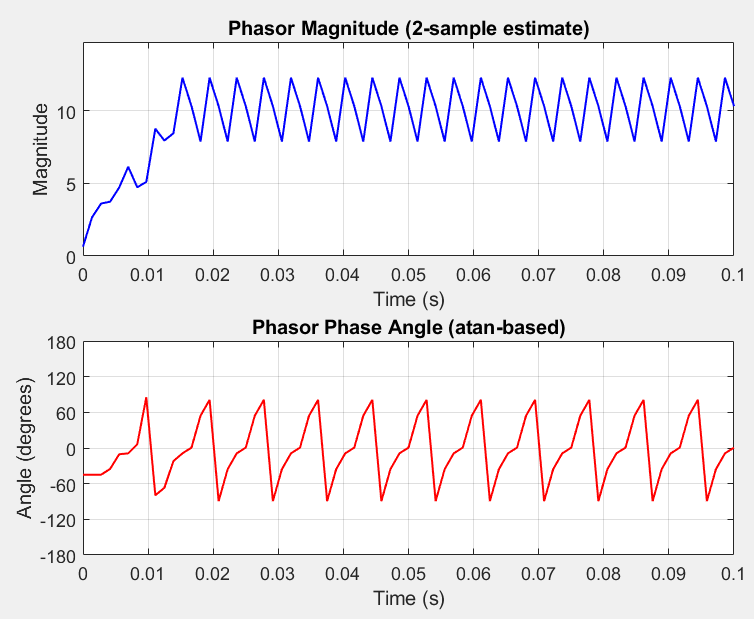 Phasor Magnitude (2-sample estimate)
10
5
0
Magnitude
0 0.01 0.02 0.03 0.04 0.05 0.06 0.07 0.08 0.09 0.1
Time (s)
Phasor Phase Angle (atan-based)
180
120
60
0
-60
-120
-180
Angle (degrees)
0 0.01 0.02 0.03 0.04 0.05 0.06 0.07 0.08 0.09 0.1
Time (s)